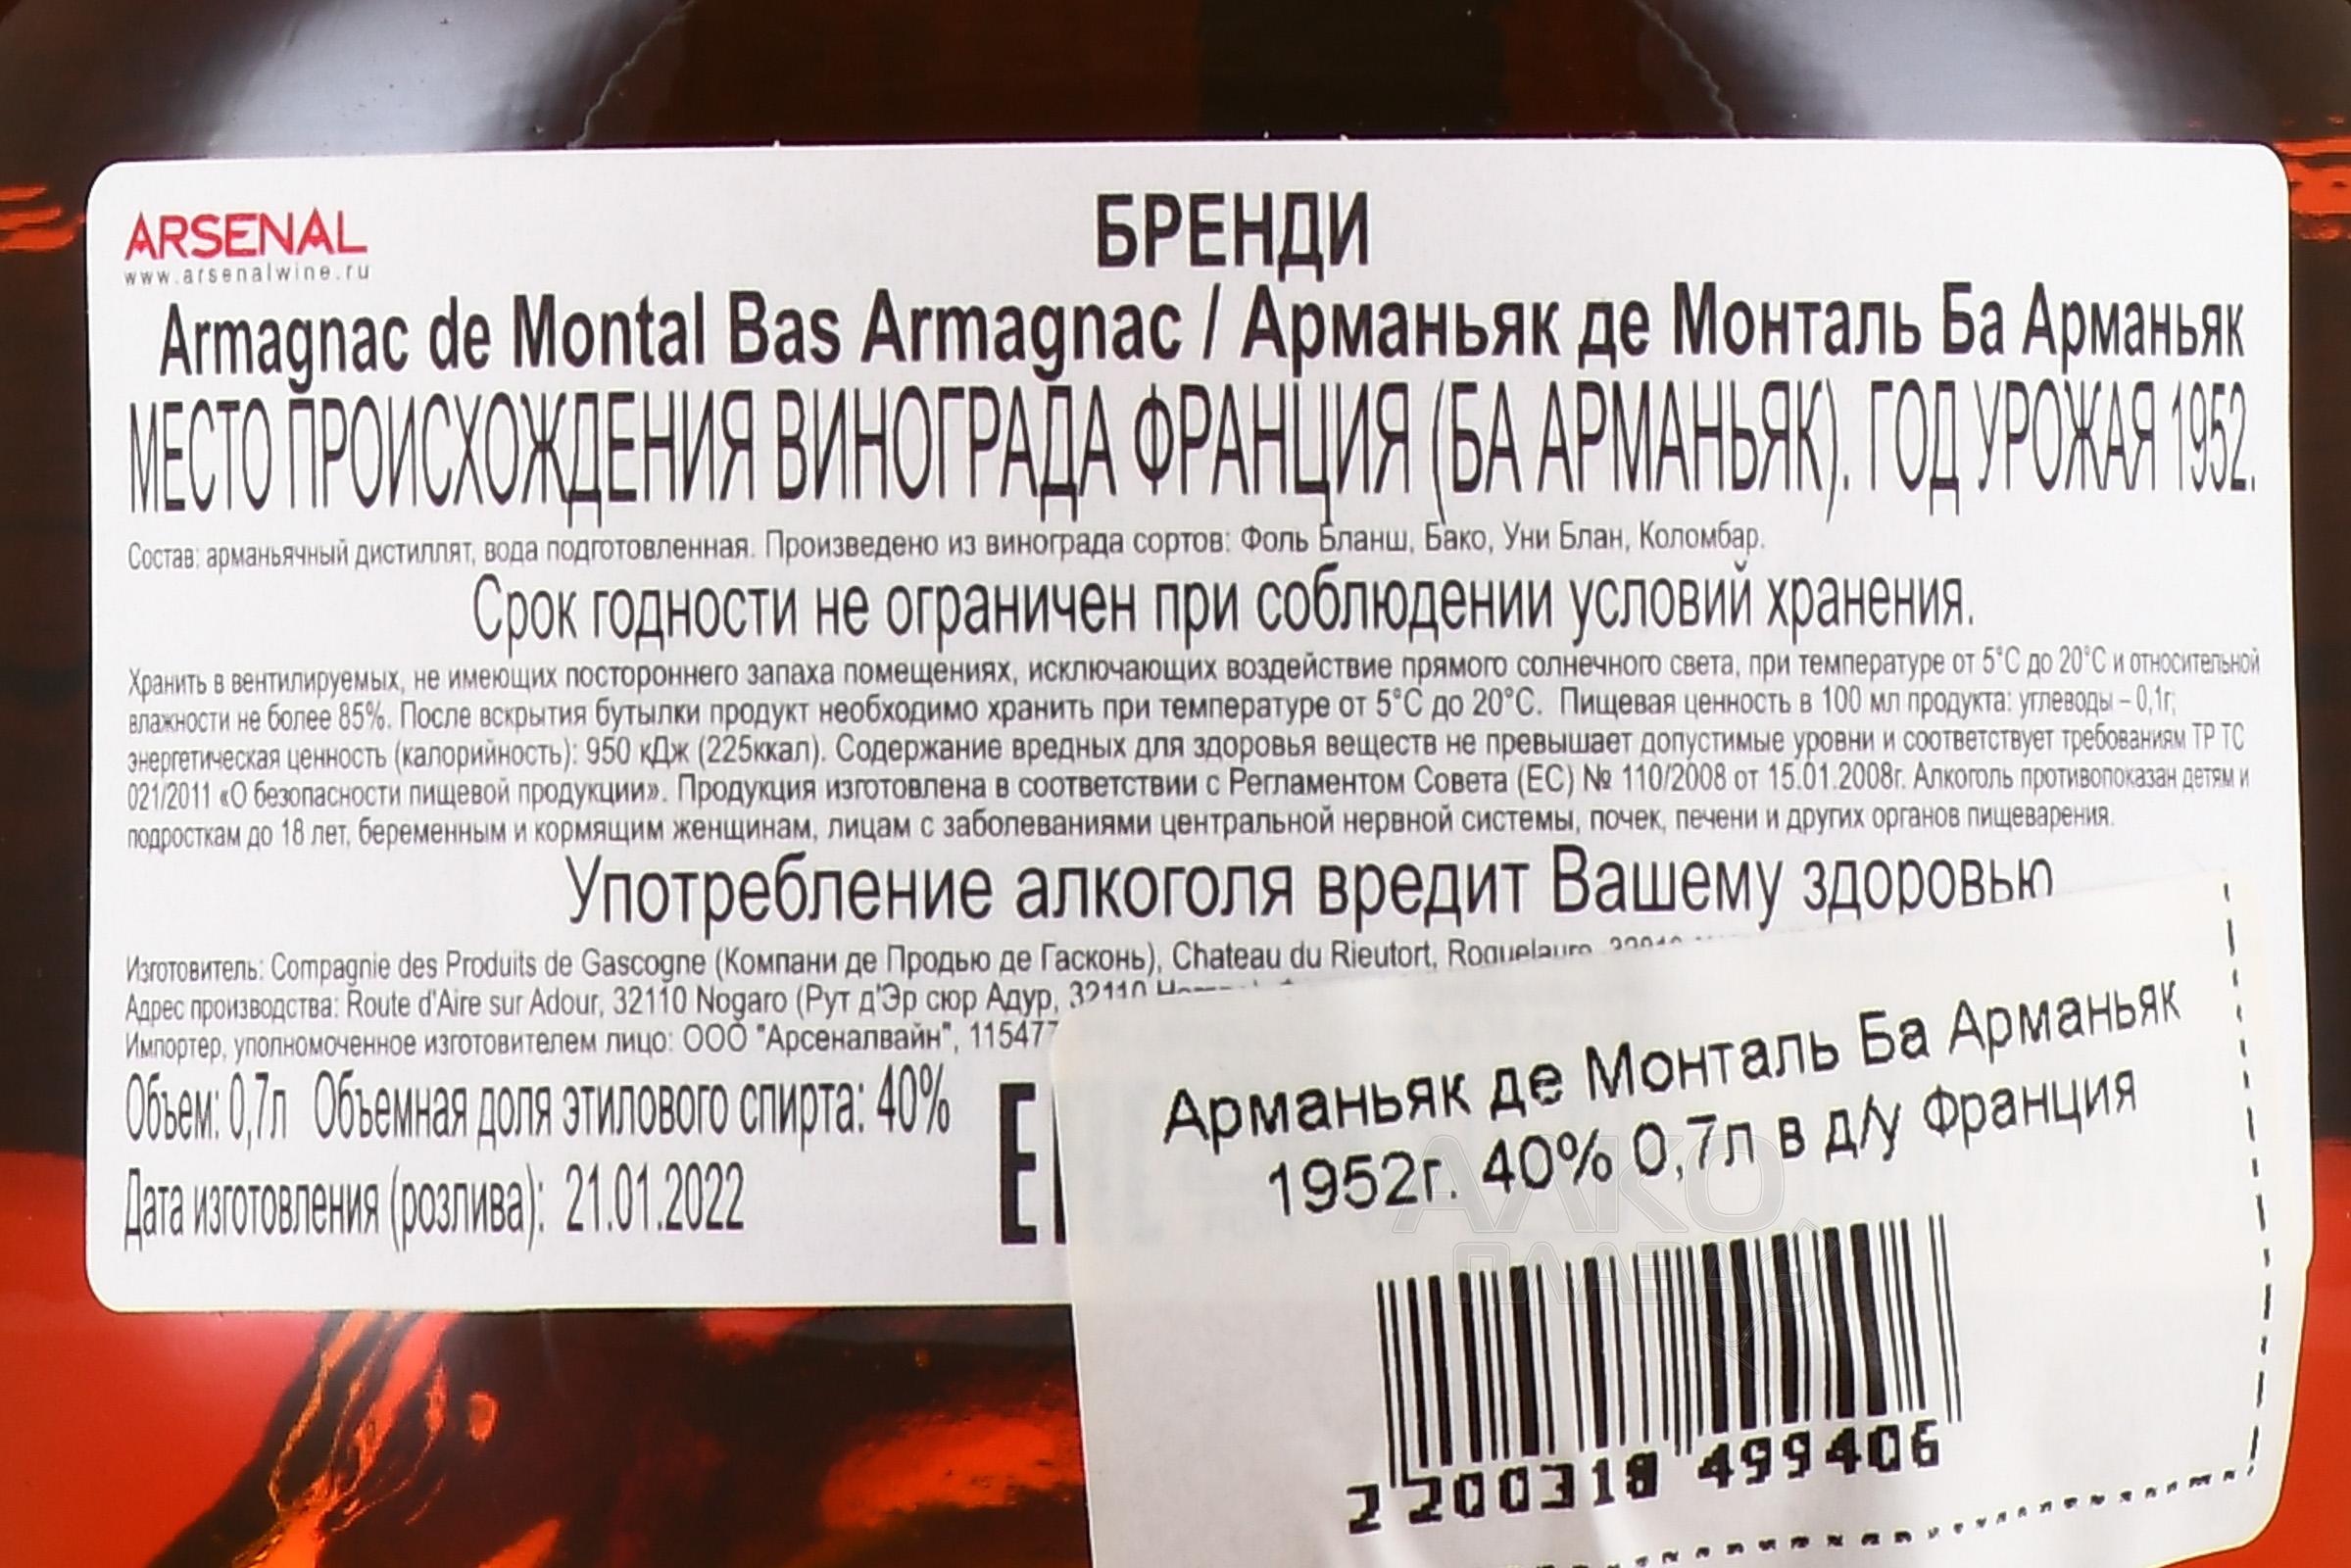 ARSENAL
www.arsenalwine.ru
БРЕНДИ
Armagnac de Montal Bas Armagnac / Арманьяк де Монталь Ба Арманьяк
МЕСТО ПРОИСХОЖДЕНИЯ ВИНОГРАДА ФРАНЦИЯ (БА АРМАНЬЯК). ГОД УРОЖАЯ 1952.
Состав: арманьячный дистиллят, вода подготовленная. Произведено из винограда сортов: Фоль Бланш, Бако, Уни Блан, Коломбар.
Срок годности не ограничен при соблюдении условий хранения.
Хранить в вентилируемых, не имеющих постороннего запаха помещениях, исключающих воздействие прямого солнечного света, при температуре от 5°C до 20°C и относительной
влажности не более 85%. После вскрытия бутылки продукт необходимо хранить при температуре от 5°C до 20°C. Пищевая ценность в 100 мл продукта: углеводы – 0,1г;
энергетическая ценность (калорийность): 950 кДж (225ккал). Содержание вредных для здоровья веществ не превышает допустимые уровни и соответствует требованиям ТР ТС
021/2011 «О безопасности пищевой продукции». Продукция изготовлена в соответствии с Регламентом Совета (ЕС) № 110/2008 от 15.01.2008г. Алкоголь противопоказан детям и
подросткам до 18 лет, беременным и кормящим женщинам, лицам с заболеваниями центральной нервной системы, почек, печени и других органов пищеварения.
Употребление алкоголя вредит Вашему здоровью
Изготовитель: Compagnie des Produits de Gascogne (Компани де Продью де Гасконь), Chateau du Rieutort, Roquelaure,
Адрес производства: Route d'Aire sur Adour, 32110 Nogaro (Рут д'Эр сюр Адур, 32110
Импортер, уполномоченное изготовителем лицо: ООО "Арсеналвайн", 115477
Объем: 0,7л Объемная доля этилового спирта: 40%
Дата изготовления (розлива): 21.01.2022
Арманьяк де Монталь Ба Арманьяк
1952г. 40% 0,7л в д/у Франция
АЛКО
ПЛАВАД
2 200318 499406